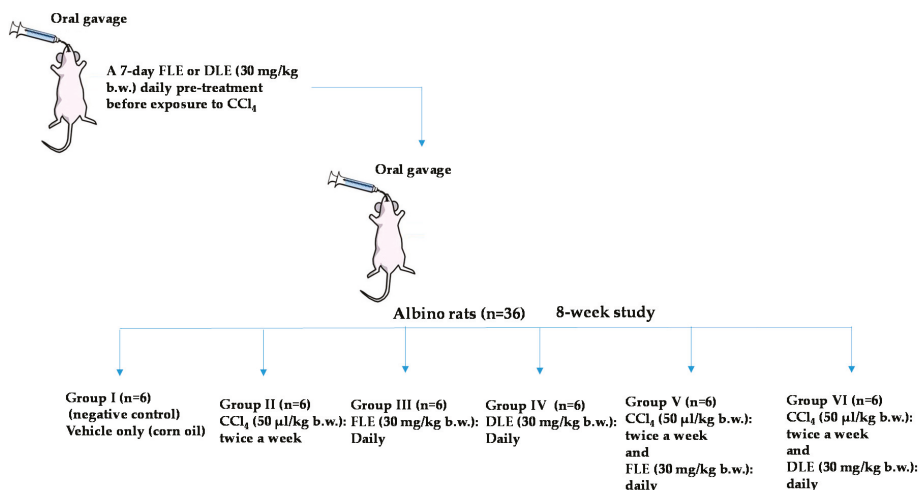 Oral gavage
A 7-day FLE or DLE (30 mg/kg
b.w.) daily pre-treatment
before exposure to CCl₄
Oral gavage
Albino rats (n=36) 8-week study
Group I (n=6)
(negative control)
Vehicle only (corn oil)
Group II (n=6)
CCl₄ (50 µl/kg b.w.):
twice a week
Group III (n=6)
FLE (30 mg/kg b.w.):
Daily
Group IV (n=6)
DLE (30 mg/kg b.w.):
Daily
Group V (n=6)
CCl₄ (50 µl/kg b.w.):
twice a week
and
FLE (30 mg/kg b.w.):
daily
Group VI (n=6)
CCl₄ (50 µl/kg b.w.):
twice a week
and
DLE (30 mg/kg b.w.):
daily